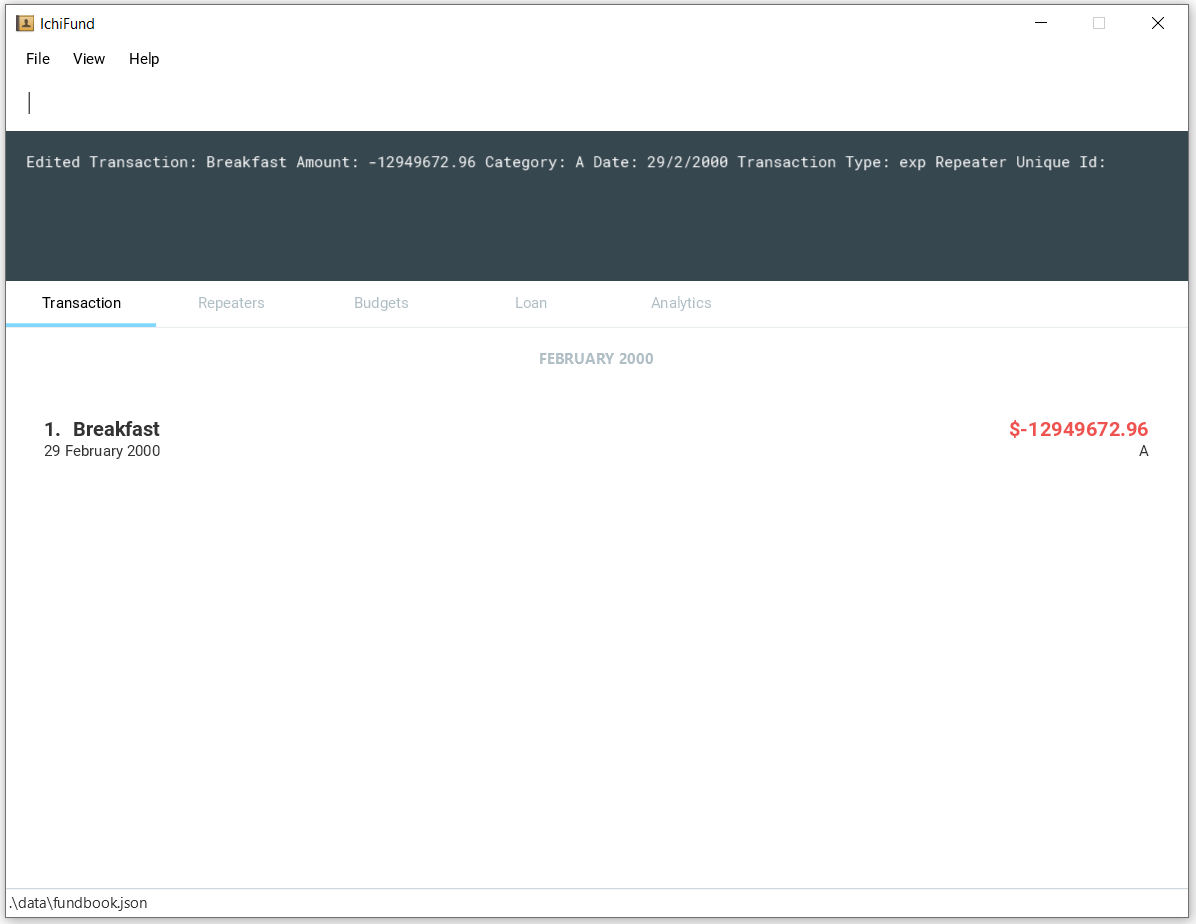 IchiFund
File View Help
Edited Transaction: Breakfast Amount: -12949672.96 Category: A Date: 29/2/2000 Transaction Type: exp Repeater Unique Id:
Transaction Repeaters Budgets Loan Analytics
FEBRUARY 2000
1. Breakfast $-12949672.96
29 February 2000 A
.\data\fundbook.json